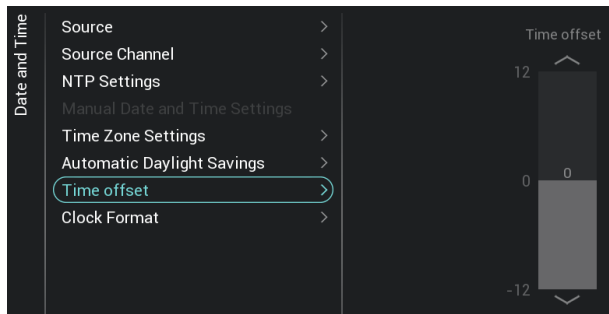 Date and Time
Source
Source Channel
NTP Settings
Manual Date and Time Settings
Time Zone Settings
Automatic Daylight Savings
Time offset
Clock Format
Time offset
12
0
0
-12